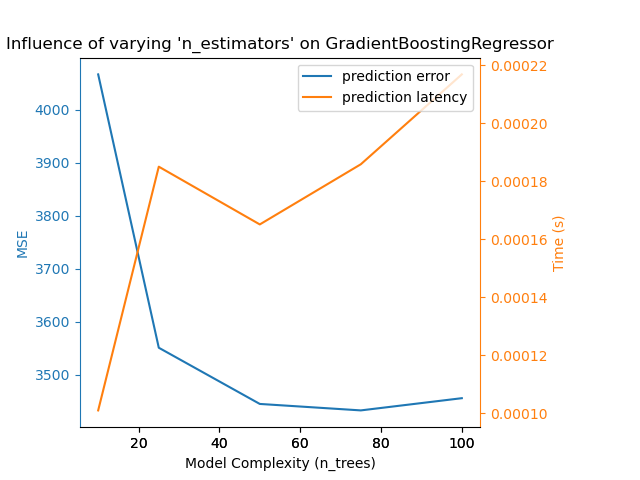 Influence of varying 'n_estimators' on GradientBoostingRegressor
prediction error
prediction latency
MSE
4000
3900
3800
3700
3600
3500
0.00022
0.00020
0.00018
0.00016
0.00014
0.00012
0.00010
Time (s)
20 40 60 80 100
Model Complexity (n_trees)